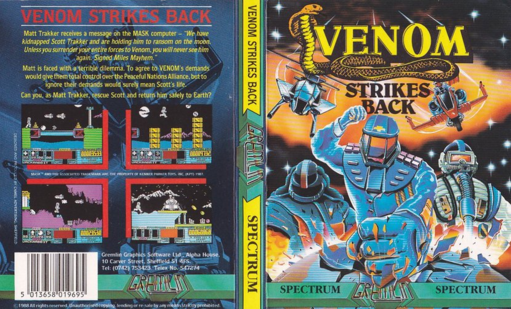 VENOM STRIKES BACK
Matt Trakker receives a message on the MASK computer – "We have
kidnapped Scott Trakker and are holding him to ransom on the moon.
Unless you surrender your entire forces to Venom, you will never see him
again. Signed Miles Mayhem."
Matt is faced with a terrible dilemma. To agree to VENOM's demands
would give them total control over the Peaceful Nations Alliance, but to
ignore their demands would surely mean Scott's life.
Can you, as Matt Trakker, rescue Scott and return him safely to Earth?
Gremlin Graphics Software Ltd., Alpha House,
10 Carver Street, Sheffield S1 4FS.
Tel: (0742) 753423
5 013658 019695
GREMLIN
VENOM STRIKES BACK
GREMLIN
SPECTRUM
VENOM
STRIKES
BACK
SPECTRUM
GREMLIN
SPECTRUM